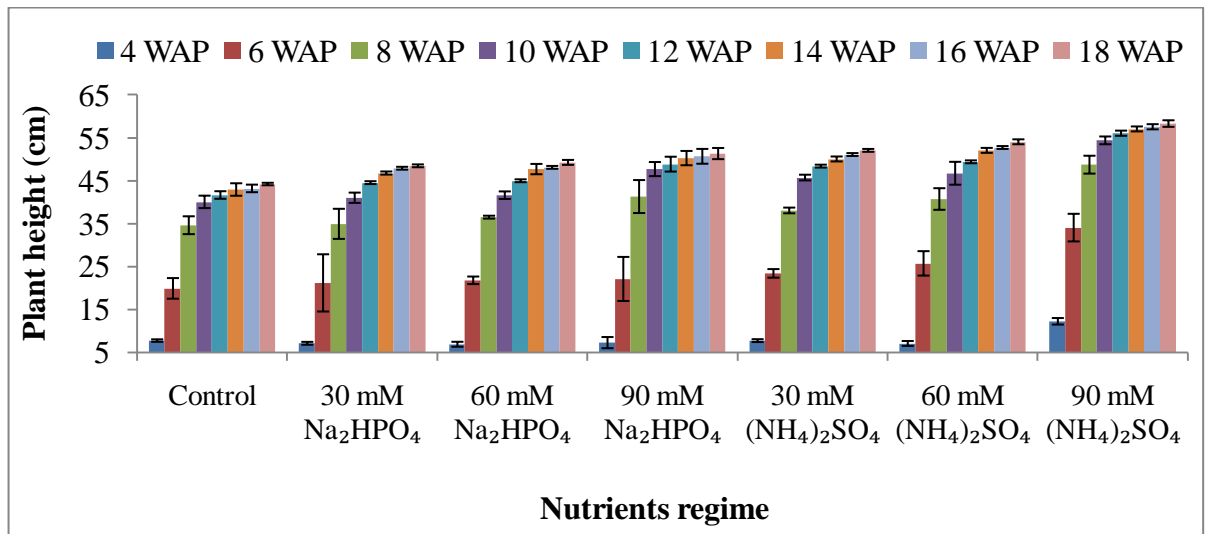 4 WAP 6 WAP 8 WAP 10 WAP 12 WAP 14 WAP 16 WAP 18 WAP
Plant height (cm)
65
55
45
35
25
15
5
Control
30 mM
Na₂HPO₄
60 mM
Na₂HPO₄
90 mM
Na₂HPO₄
30 mM
(NH₄)₂SO₄
60 mM
(NH₄)₂SO₄
90 mM
(NH₄)₂SO₄
Nutrients regime